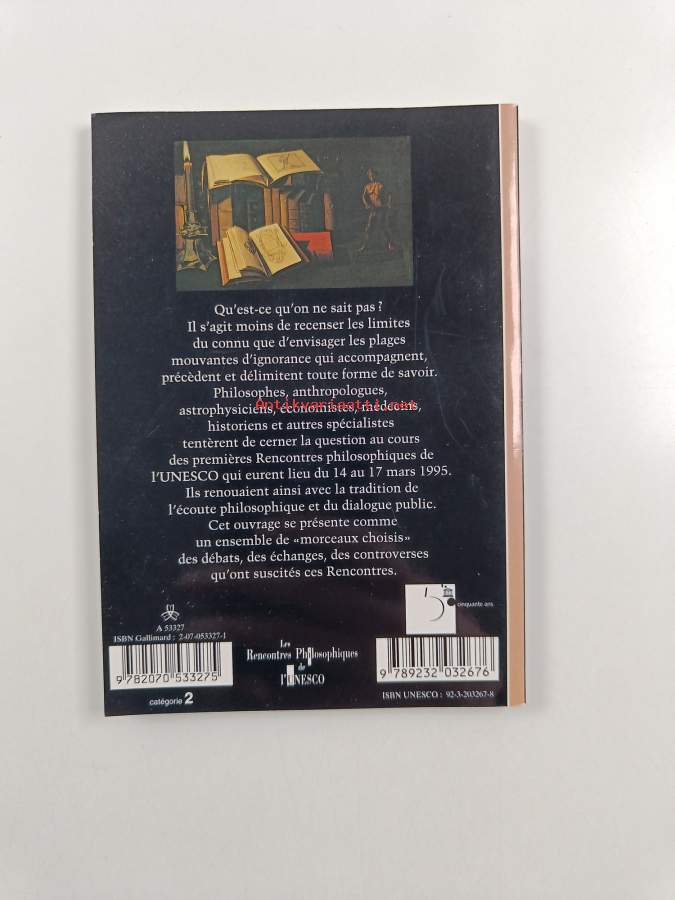 Qu'est-ce qu'on ne sait pas ?
Il s'agit moins de recenser les limites
du connu que d'envisager les plages
mouvantes d'ignorance qui accompagnent,
précèdent et délimitent toute forme de savoir.
Philosophes, anthropologues,
astrophysiciens, économistes, médecins,
Antikvariaatti.net
historiens et autres spécialistes
tentèrent de cerner la question au cours
des premières Rencontres philosophiques de
l'UNESCO qui eurent lieu du 14 au 17 mars 1995.
Ils renouaient ainsi avec la tradition de
l'écoute philosophique et du dialogue public.
Cet ouvrage se présente comme
un ensemble de «morceaux choisis»
des débats, des échanges, des controverses
qu'ont suscités ces Rencontres.
5
cinquante ans
A 53327
ISBN Gallimard : 2-07-053327-1
9 782070 533275
catégorie 2
Les
Rencontres Philosophiques
de
l'UNESCO
9 789232 032676
ISBN UNESCO : 92-3-203267-8